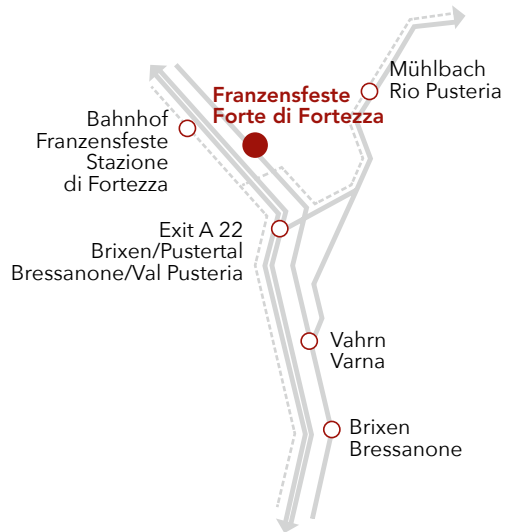 Mühlbach
Rio Pusteria
Franzensfeste
Forte di Fortezza
Bahnhof
Franzensfeste
Stazione
di Fortezza
Exit A 22
Brixen/Pustertal
Bressanone/Val Pusteria
Vahrn
Varna
Brixen
Bressanone